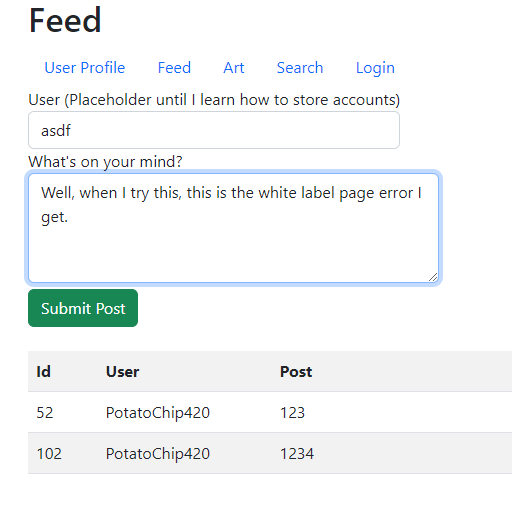 Feed
User Profile Feed Art Search Login
User (Placeholder until I learn how to store accounts)
asdf
What's on your mind?
Well, when I try this, this is the white label page error I
get.
Submit Post
Id User Post
52 PotatoChip420 123
102 PotatoChip420 1234